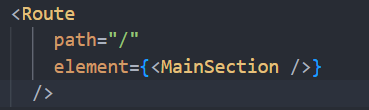 <Route
path="/"
element={<MainSection />}
/>